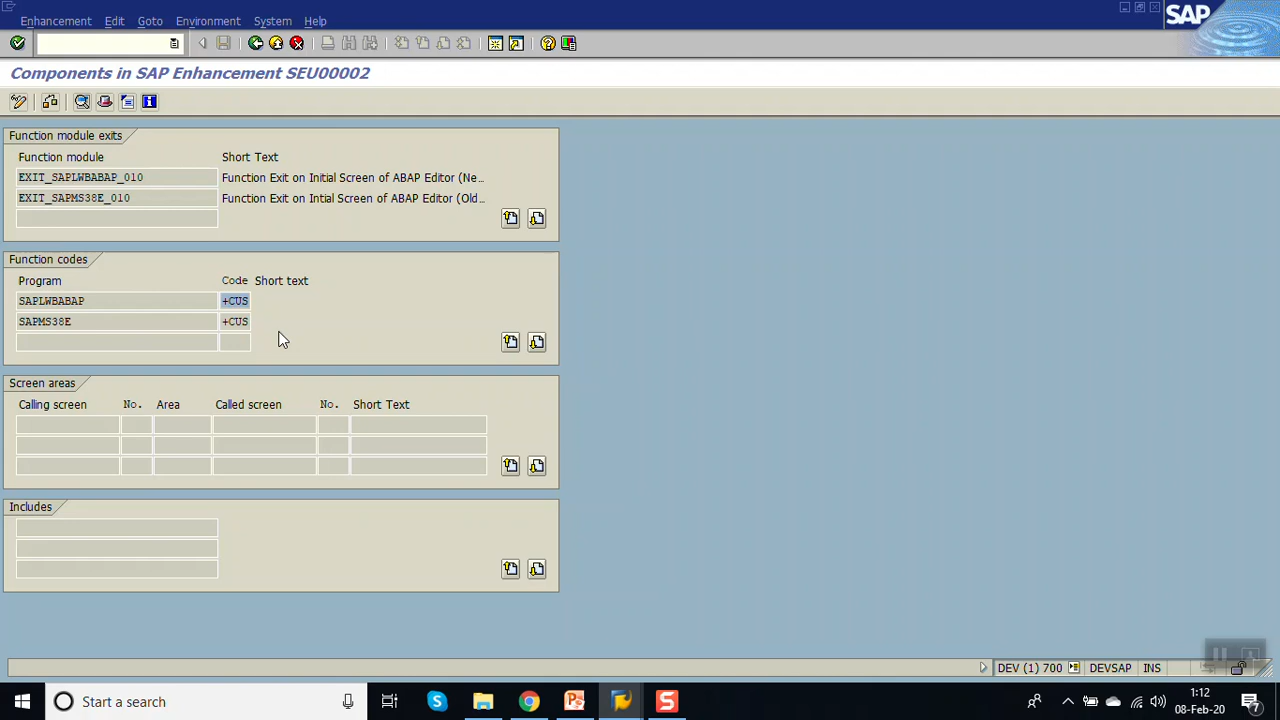 Enhancement Edit Goto Environment System Help
SAP
Components in SAP Enhancement SEU00002
Function module exits
Function module Short Text
EXIT_SAPLWBABAP_010 Function Exit on Initial Screen of ABAP Editor (Ne...
EXIT_SAPMS38E_010 Function Exit on Intial Screen of ABAP Editor (Old...
Function codes
Program Code Short text
SAPLWBABAP +CUS
SAPMS38E +CUS
Screen areas
Calling screen No. Area Called screen No. Short Text
Includes
DEV (1) 700 DEVSAP INS
Start a search
1:12
08-Feb-20
7